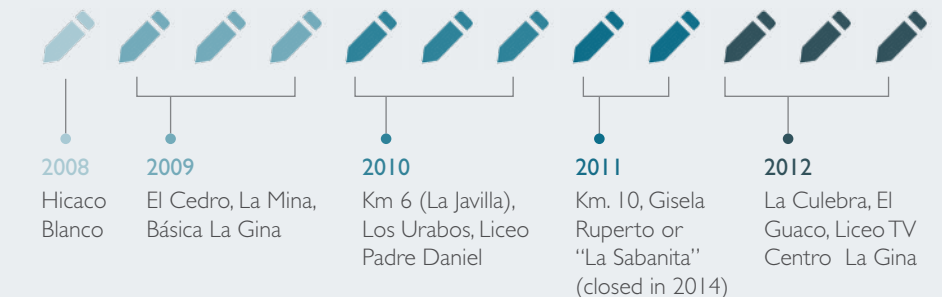 2008
Hicaco
Blanco
2009
El Cedro, La Mina,
Básica La Gina
2010
Km 6 (La Javilla),
Los Urabos, Liceo
Padre Daniel
2011
Km. 10, Gisela
Ruperto or
“La Sabanita”
(closed in 2014)
2012
La Culebra, El
Guaco, Liceo TV
Centro La Gina